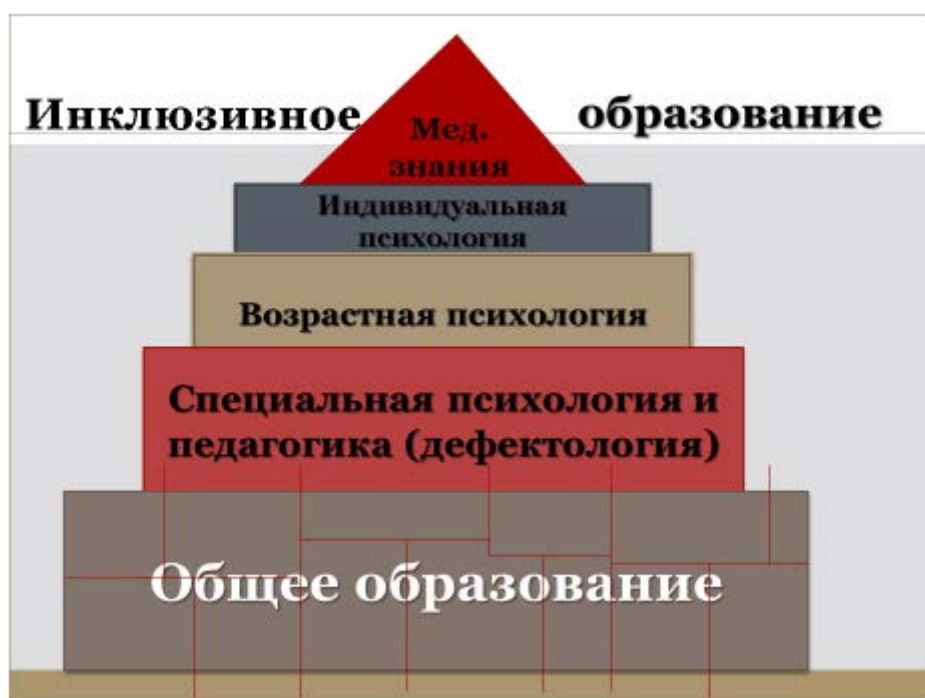 Инклюзивное образование
Мед.
знания
Индивидуальная
психология
Возрастная психология
Специальная психология и
педагогика (дефектология)
Общее образование